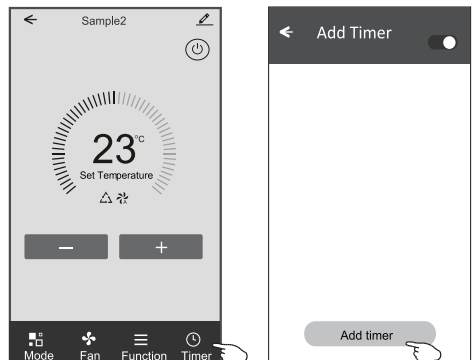 Sample2
23°C
Set Temperature
− +
Mode Fan Function Timer
Add Timer
Add timer